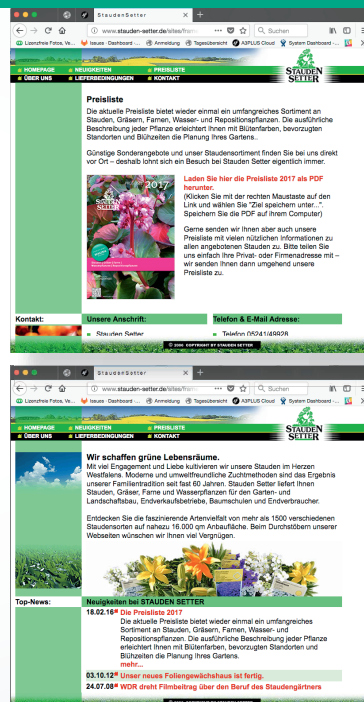 StaudenSetter
www.stauden-setter.de/sites/frame
Suchen
Lizenzfreie Fotos, Ve...
Issues · Dashboard · ...
Anmeldung
Tagesübersicht
A3PLUS Cloud
System Dashboard - ...
HOMEPAGE
NEUIGKEITEN
PREISLISTE
ÜBER UNS
LIEFERBEDINGUNGEN
KONTAKT
STAUDEN
SETTER
Preisliste
Die aktuelle Preisliste bietet wieder einmal ein umfangreiches Sortiment an
Stauden, Gräsern, Farnen, Wasser- und Repositionspflanzen. Die ausführliche
Beschreibung jeder Pflanze erleichtert Ihnen mit Blütenfarben, bevorzugten
Standorten und Blühzeiten die Planung Ihres Gartens..
Günstige Sonderangebote und unser Staudensortiment finden Sie bei uns direkt
vor Ort – deshalb lohnt sich ein Besuch bei Stauden Setter eigentlich immer.
2017
STAUDEN
SETTER
Laden Sie hier die Preisliste 2017 als PDF
herunter.
(Klicken Sie mit der rechten Maustaste auf den
Link und wählen Sie "Ziel speichern unter...".
Speichern Sie die PDF auf ihrem Computer)
Gerne senden wir Ihnen aber auch unsere
Preisliste mit vielen nützlichen Informationen zu
allen angebotenen Stauden zu. Bitte teilen Sie
uns einfach Ihre Privat- oder Firmenadresse mit –
wir senden Ihnen dann umgehend unsere
Preisliste zu.
Kontakt:
Unsere Anschrift:
Telefon & E-Mail Adresse:
Stauden Setter
Telefon 05241/49928
© 2006 COPYRIGHT BY STAUDEN SETTER
StaudenSetter
www.stauden-setter.de/sites/frame
Suchen
Lizenzfreie Fotos, Ve...
Issues · Dashboard · ...
Anmeldung
Tagesübersicht
A3PLUS Cloud
System Dashboard - ...
HOMEPAGE
NEUIGKEITEN
PREISLISTE
ÜBER UNS
LIEFERBEDINGUNGEN
KONTAKT
STAUDEN
SETTER
Wir schaffen grüne Lebensräume.
Mit viel Engagement und Liebe kultivieren wir unsere Stauden im Herzen
Westfalens. Moderne und umweltfreundliche Zuchtmethoden sind das Ergebnis
unserer Familientradition seit fast 60 Jahren. Stauden Setter liefert Ihnen
Stauden, Gräser, Farne und Wasserpflanzen für den Garten- und
Landschaftsbau, Endverkaufsbetriebe, Baumschulen und Endverbraucher.
Entdecken Sie die faszinierende Artenvielfalt von mehr als 1500 verschiedenen
Staudensorten auf nahezu 16.000 qm Anbaufläche. Beim Durchstöbern unserer
Webseiten wünschen wir Ihnen viel Vergnügen.
Top-News:
Neuigkeiten bei STAUDEN SETTER
18.02.16 Die Preisliste 2017
Die aktuelle Preisliste bietet wieder einmal ein umfangreiches
Sortiment an Stauden, Gräsern, Farnen, Wasser- und
Repositionspflanzen. Die ausführliche Beschreibung jeder Pflanze
erleichtert Ihnen mit Blütenfarben, bevorzugten Standorten und
Blühzeiten die Planung Ihres Gartens.
mehr...
03.10.12 Unser neues Foliengewächshaus ist fertig.
24.07.08 WDR dreht Filmbeitrag über den Beruf des Staudengärtners